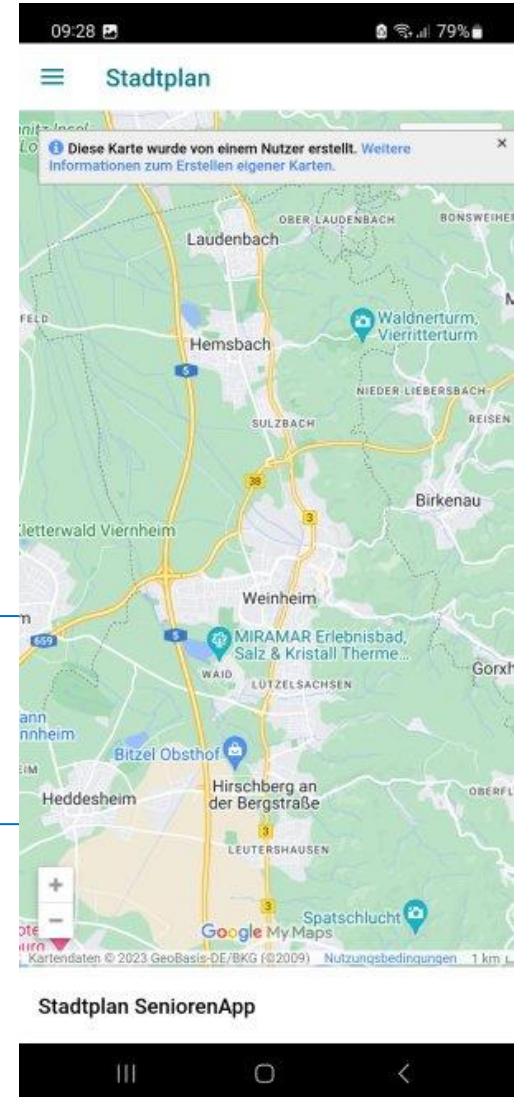 09:28
79%
Stadtplan
Diese Karte wurde von einem Nutzer erstellt. Weitere
Informationen zum Erstellen eigener Karten.
OBER LAUDENBACH
Laudenbach
Waldnerturm,
Vierritterturm
Hemsbach
5
NIEDER-LIEBERSBACH
REISEN
SULZBACH
38
Birkenau
3
Kletterwald Viernheim
Weinheim
659
5
MIRAMAR Erlebnisbad,
Salz & Kristall Therme...
WAID
LÜTZELSACHSEN
Bitzel Obsthof
Hirschberg an
der Bergstraße
Heddesheim
3
LEUTERSHAUSEN
+
−
3
Spatschlucht
Google My Maps
Kartendaten © 2023 GeoBasis-DE/BKG (©2009) Nutzungsbedingungen 1 km
Stadtplan SeniorenApp